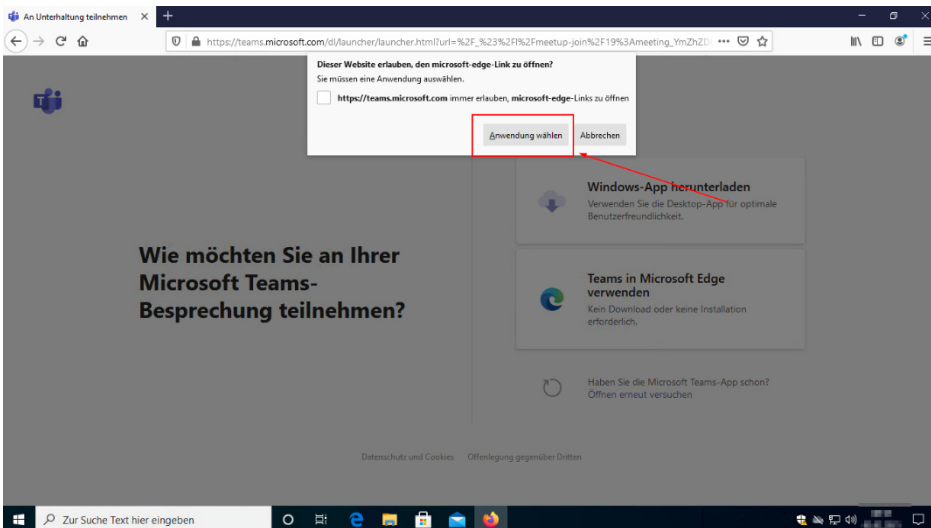 An Unterhaltung teilnehmen
https://teams.microsoft.com/dl/launcher/launcher.html?url=%2F_%23%2Fl%2Fmeetup-join%2F19%3Ameeting_YmZhZD
Dieser Website erlauben, den microsoft-edge-Link zu öffnen?
Sie müssen eine Anwendung auswählen.
https://teams.microsoft.com immer erlauben, microsoft-edge-Links zu öffnen
Anwendung wählen Abbrechen
Wie möchten Sie an Ihrer
Microsoft Teams-
Besprechung teilnehmen?
Windows-App herunterladen
Verwenden Sie die Desktop-App für optimale
Benutzerfreundlichkeit.
Teams in Microsoft Edge
verwenden
Kein Download oder keine Installation
erforderlich.
Haben Sie die Microsoft Teams-App schon?
Öffnen erneut versuchen
Datenschutz und Cookies Offenlegung gegenüber Dritten
Zur Suche Text hier eingeben